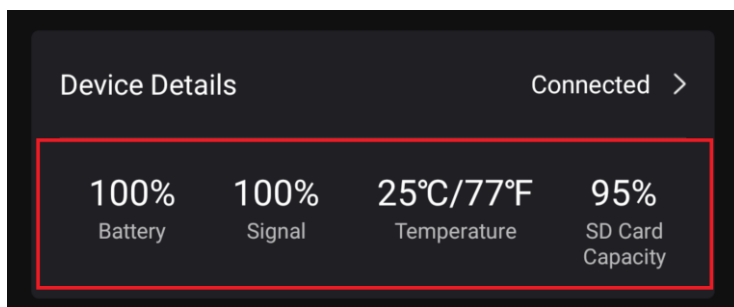 Device Details Connected >
100% 100% 25℃/77℉ 95%
Battery Signal Temperature SD Card
Capacity